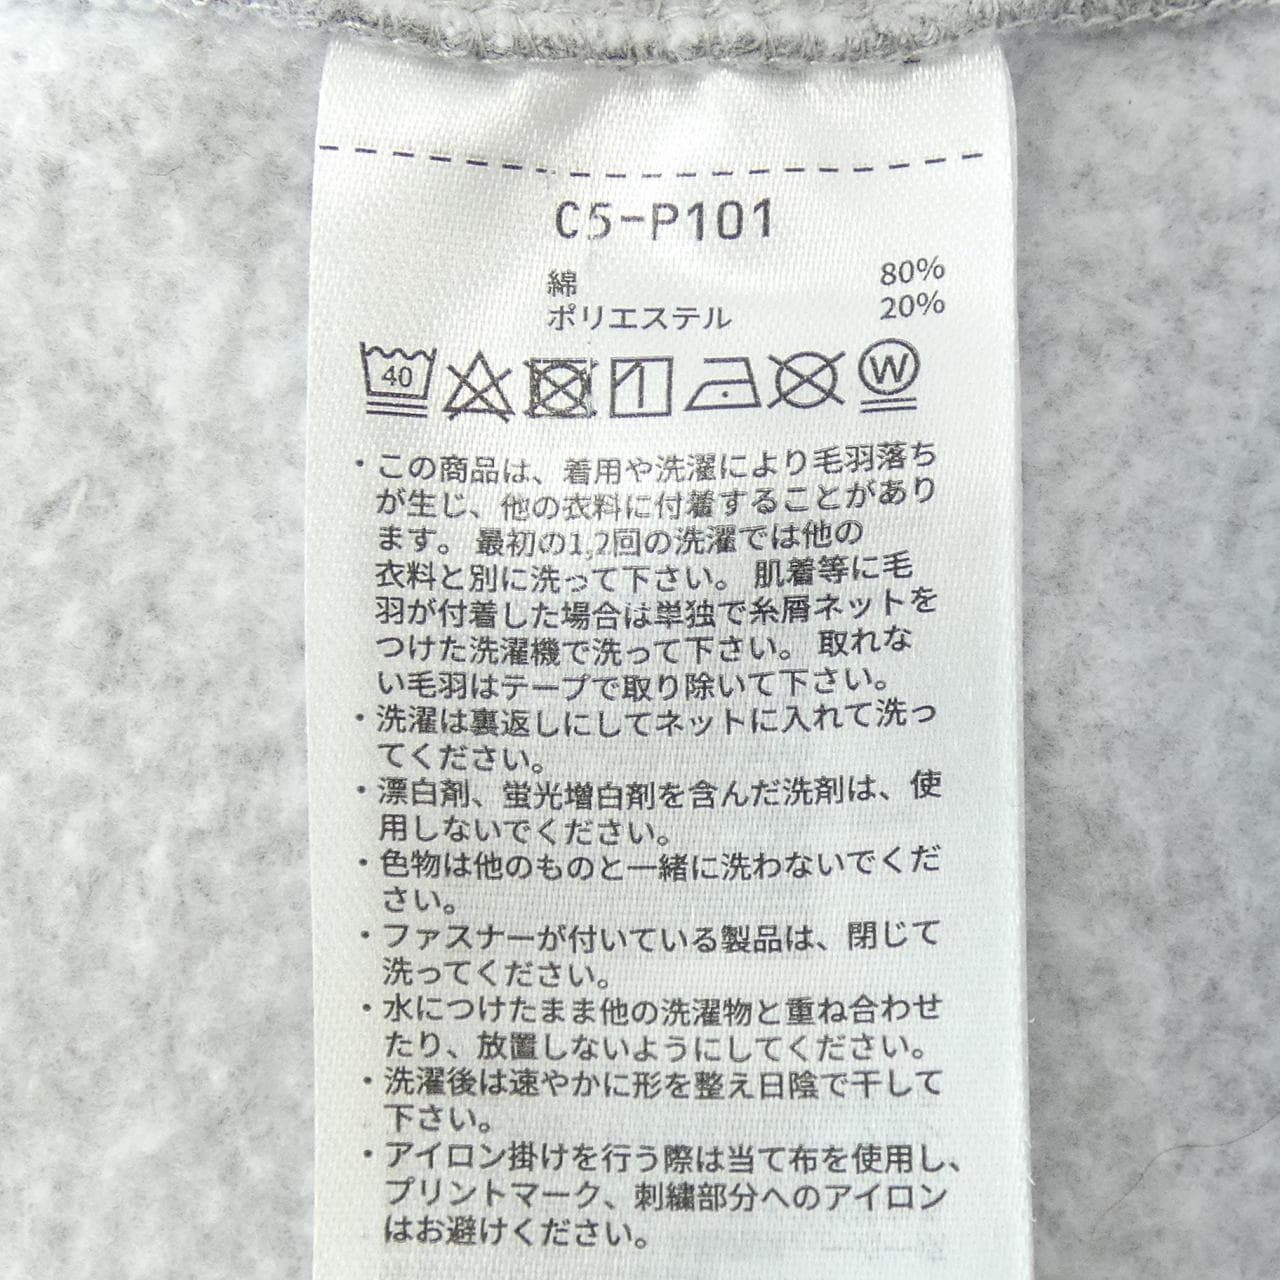 C5-P101
綿 80%
ポリエステル 20%
40 W
・この商品は、着用や洗濯により毛羽落ち
が生じ、他の衣料に付着することがあり
ます。最初の1,2回の洗濯では他の
衣料と別に洗って下さい。肌着等に毛
羽が付着した場合は単独で糸屑ネットを
つけた洗濯機で洗って下さい。取れな
い毛羽はテープで取り除いて下さい。
・洗濯は裏返しにしてネットに入れて洗っ
てください。
・漂白剤、蛍光増白剤を含んだ洗剤は、使
用しないでください。
・色物は他のものと一緒に洗わないでくだ
さい。
・ファスナーが付いている製品は、閉じて
洗ってください。
・水につけたまま他の洗濯物と重ね合わせ
たり、放置しないようにしてください。
・洗濯後は速やかに形を整え日陰で干して
下さい。
・アイロン掛けを行う際は当て布を使用し、
プリントマーク、刺繍部分へのアイロン
はお避けください。